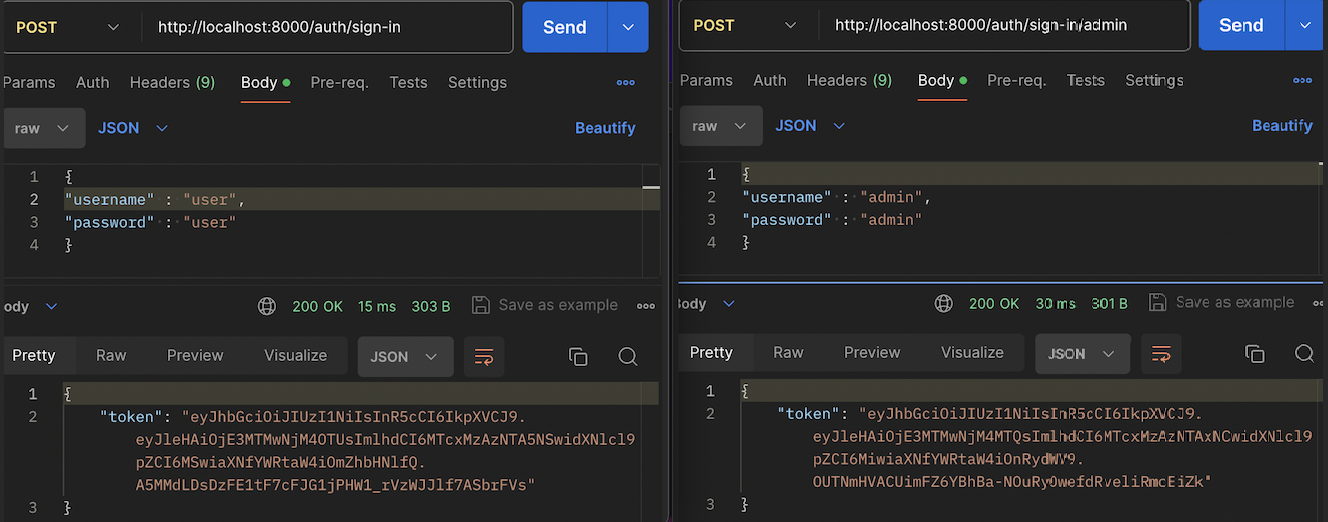 POST http://localhost:8000/auth/sign-in Send
Params Auth Headers (9) Body Pre-req. Tests Settings
raw JSON Beautify
1 {
2 "username" : "user",
3 "password" : "user"
4 }
ody 200 OK 15 ms 303 B Save as example
Pretty Raw Preview Visualize JSON
1 {
2 "token": "eyJhbGciOiJIUzI1NiIsInR5cCI6IkpXVCJ9.
eyJleHAiOjE3MTMwNjM4OTUsImlhdCI6MTcxMzAzNTA5NSwidXNlcl9
pZCI6MSwiaXNfYWRtaW4iOmZhbHNlfQ.
A5MMdLDsDzFE1tF7cFJG1jPHW1_rVzWJJlf7ASbrFVs"
3 }
POST http://localhost:8000/auth/sign-in/admin Send
Params Auth Headers (9) Body Pre-req. Tests Settings
raw JSON Beautify
1 {
2 "username" : "admin",
3 "password" : "admin"
4 }
Body 200 OK 30 ms 301 B Save as example
Pretty Raw Preview Visualize JSON
1 {
2 "token": "eyJhbGciOiJIUzI1NiIsInR5cCI6IkpXVCJ9.
eyJleHAiOjE3MTMwNjM4MTQsImlhdCI6MTcxMzAzNTAxNCwidXNlcl9
pZCI6MiwiaXNfYWRtaW4iOnRydWV9.
3 }